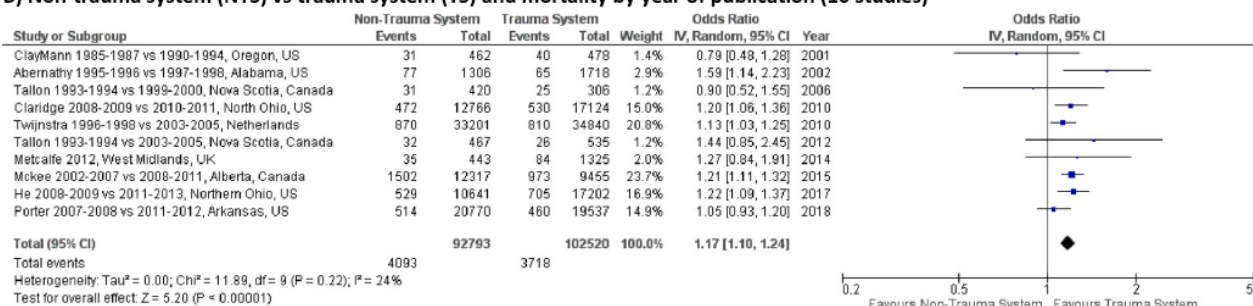 D) Non-trauma system (NTS) vs trauma system (TS) and mortality by year of publication (10 studies)
Non-Trauma System Trauma System Odds Ratio Odds Ratio
Study or Subgroup Events Total Events Total Weight IV, Random, 95% CI Year IV, Random, 95% CI
ClayMann 1985-1987 vs 1990-1994, Oregon, US 31 462 40 478 1.4% 0.79 [0.48, 1.28] 2001
Abernathy 1995-1996 vs 1997-1998, Alabama, US 77 1306 65 1718 2.9% 1.59 [1.14, 2.23] 2002
Tallon 1993-1994 vs 1999-2000, Nova Scotia, Canada 31 420 25 306 1.2% 0.90 [0.52, 1.55] 2006
Claridge 2008-2009 vs 2010-2011, North Ohio, US 472 12766 530 17124 15.0% 1.20 [1.06, 1.36] 2010
Twijnstra 1996-1998 vs 2003-2005, Netherlands 870 33201 810 34840 20.8% 1.13 [1.03, 1.25] 2010
Tallon 1993-1994 vs 2003-2005, Nova Scotia, Canada 32 467 26 535 1.2% 1.44 [0.85, 2.45] 2012
Metcalfe 2012, West Midlands, UK 35 443 84 1325 2.0% 1.27 [0.84, 1.91] 2014
Mckee 2002-2007 vs 2008-2011, Alberta, Canada 1502 12317 973 9455 23.7% 1.21 [1.11, 1.32] 2015
He 2008-2009 vs 2011-2013, Northern Ohio, US 529 10641 705 17202 16.9% 1.22 [1.09, 1.37] 2017
Porter 2007-2008 vs 2011-2012, Arkansas, US 514 20770 460 19537 14.9% 1.05 [0.93, 1.20] 2018
Total (95% CI) 92793 102520 100.0% 1.17 [1.10, 1.24]
Total events 4093 3718
Heterogeneity: Tau² = 0.00; Chi² = 11.89, df = 9 (P = 0.22); I² = 24%
Test for overall effect: Z = 5.20 (P < 0.00001)
0.2 0.5 1 2 5
Favours Non-Trauma System Favours Trauma System